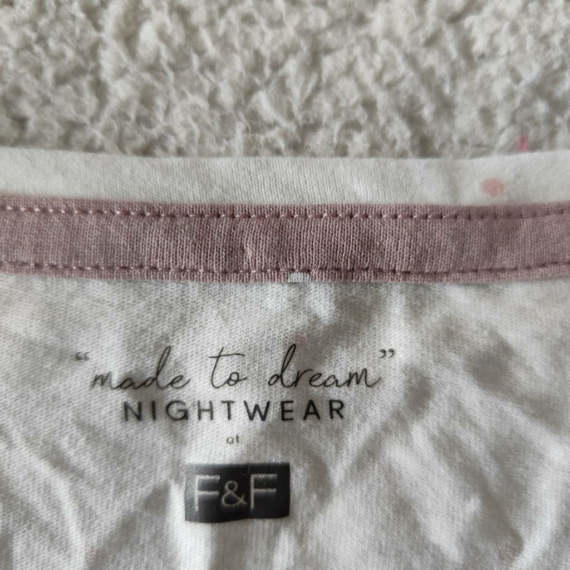 “made to dream”
NIGHTWEAR
at
F&F